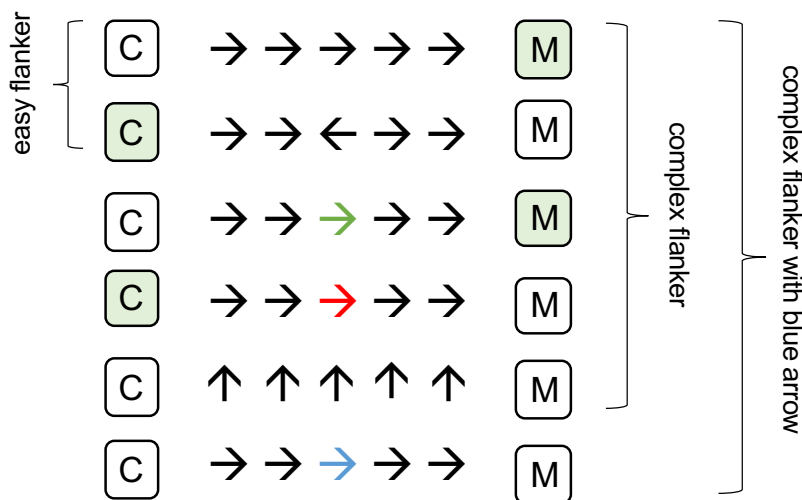 easy flanker
C → → → → → M
C → → ← → → M
C → → → → → M
C → → → → → M
C ↑ ↑ ↑ ↑ ↑ M
C → → → → → M
complex flanker
complex flanker with blue arrow